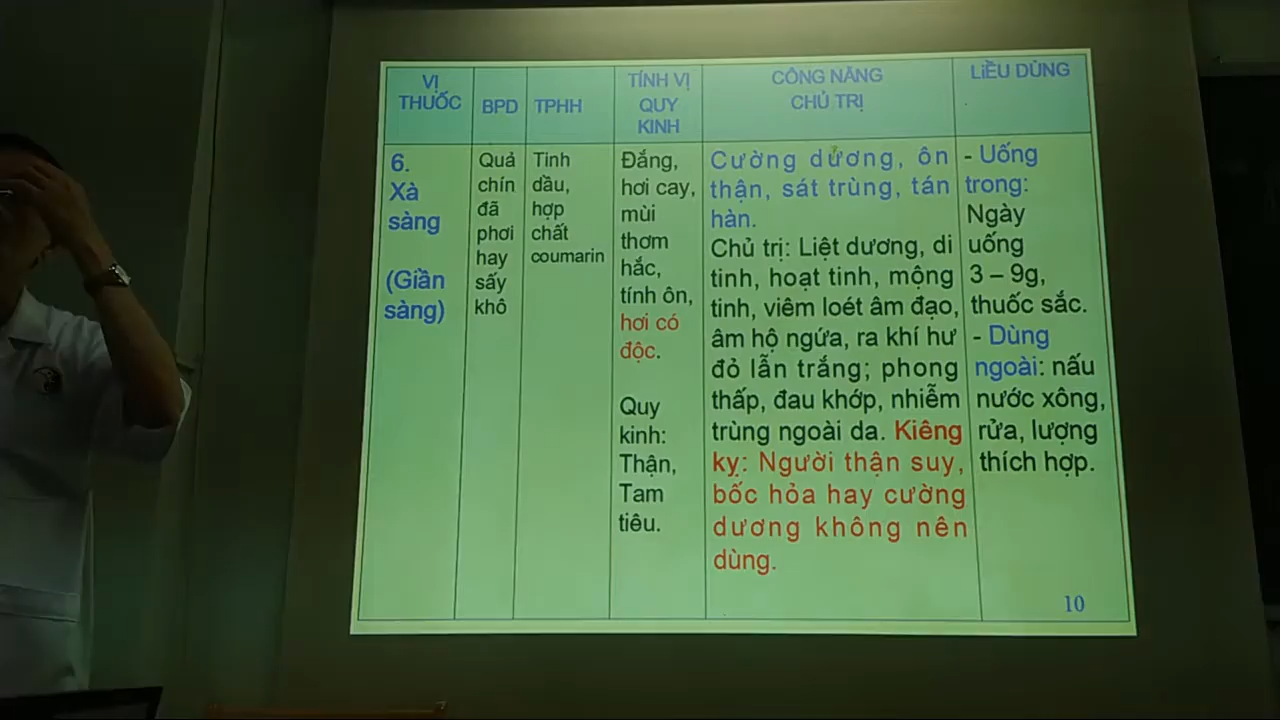 VỊ
THUỐC
BPD
TPHH
TÍNH VỊ
QUY
KINH
CÔNG NĂNG
CHỦ TRỊ
LIỀU DÙNG
6.
Xà
sàng
(Giần
sàng)
Quả
chín
đã
phơi
hay
sấy
khô
Tinh
dầu,
hợp
chất
coumarin
Đắng,
hơi cay,
mùi
thơm
hắc,
tính ôn,
hơi có
độc.
Quy
kinh:
Thận,
Tam
tiêu.
Cường dương, ôn
thận, sát trùng, tán
hàn.
Chủ trị: Liệt dương, di
tinh, hoạt tinh, mộng
tinh, viêm loét âm đạo,
âm hộ ngứa, ra khí hư
đỏ lẫn trắng; phong
thấp, đau khớp, nhiễm
trùng ngoài da. Kiêng
kỵ: Người thận suy,
bốc hỏa hay cường
dương không nên
dùng.
- Uống
trong:
Ngày
uống
3 – 9g,
thuốc sắc.
- Dùng
ngoài: nấu
nước xông,
rửa, lượng
thích hợp.
10